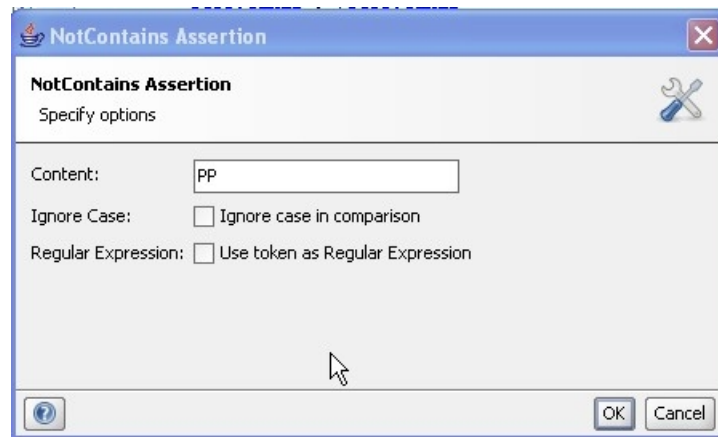 NotContains Assertion
NotContains Assertion
Specify options
Content: PP
Ignore Case: Ignore case in comparison
Regular Expression: Use token as Regular Expression
OK Cancel